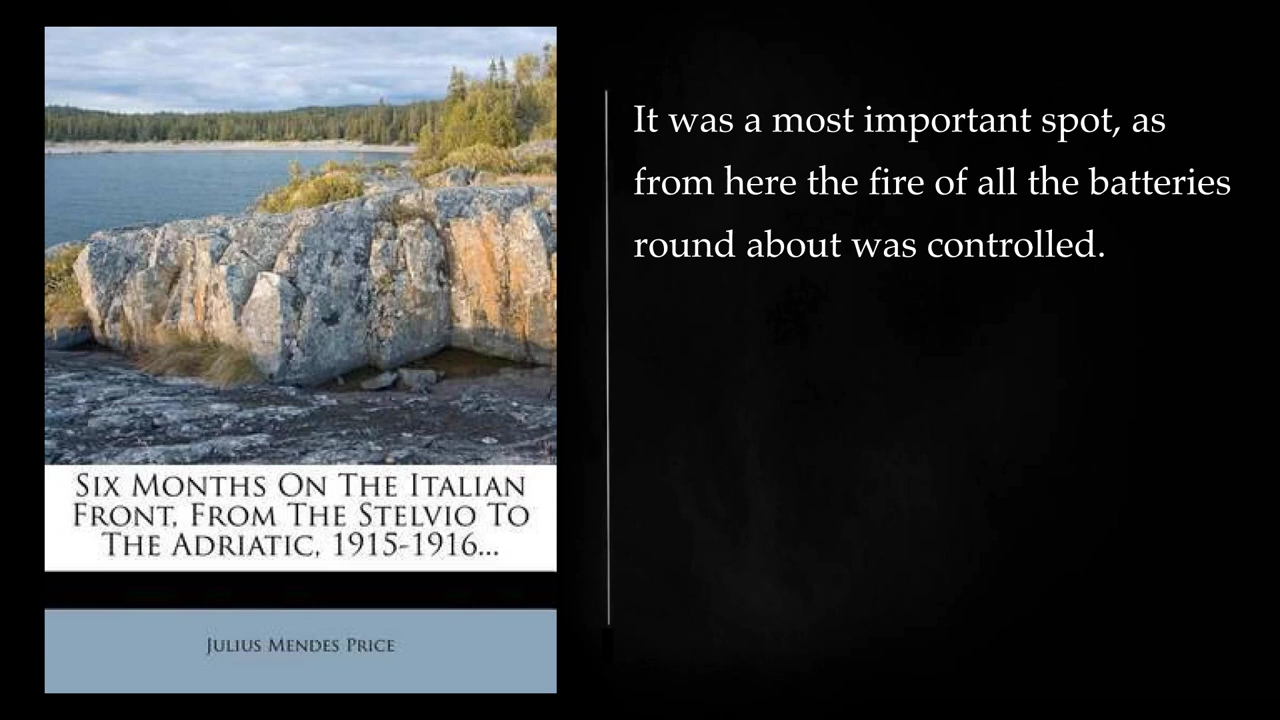 It was a most important spot, as
from here the fire of all the batteries
round about was controlled.
Six Months On The Italian
Front, From The Stelvio To
The Adriatic, 1915-1916...
Julius Mendes Price